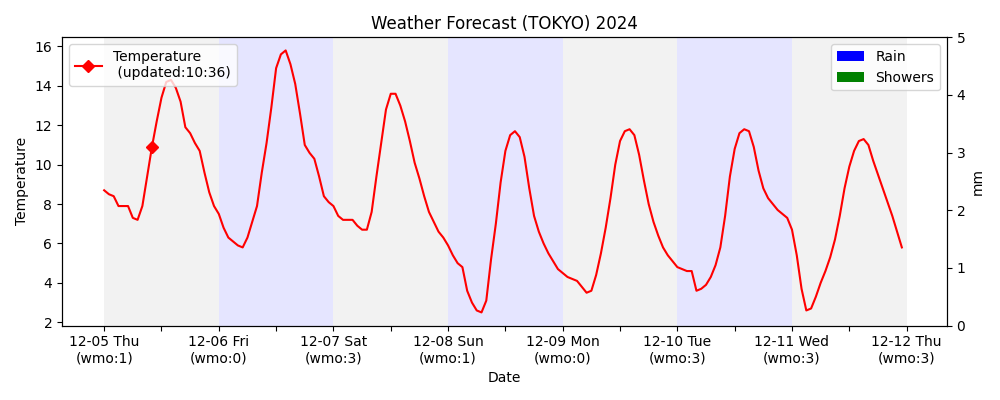 Weather Forecast (TOKYO) 2024
Temperature
(updated:10:36)
Rain
Showers
16
14
12
10
8
6
4
2
Temperature
5
4
3
2
1
0
mm
12-05 Thu
(wmo:1)
12-06 Fri
(wmo:0)
12-07 Sat
(wmo:3)
12-08 Sun
(wmo:1)
12-09 Mon
(wmo:0)
12-10 Tue
(wmo:3)
12-11 Wed
(wmo:3)
12-12 Thu
(wmo:3)
Date